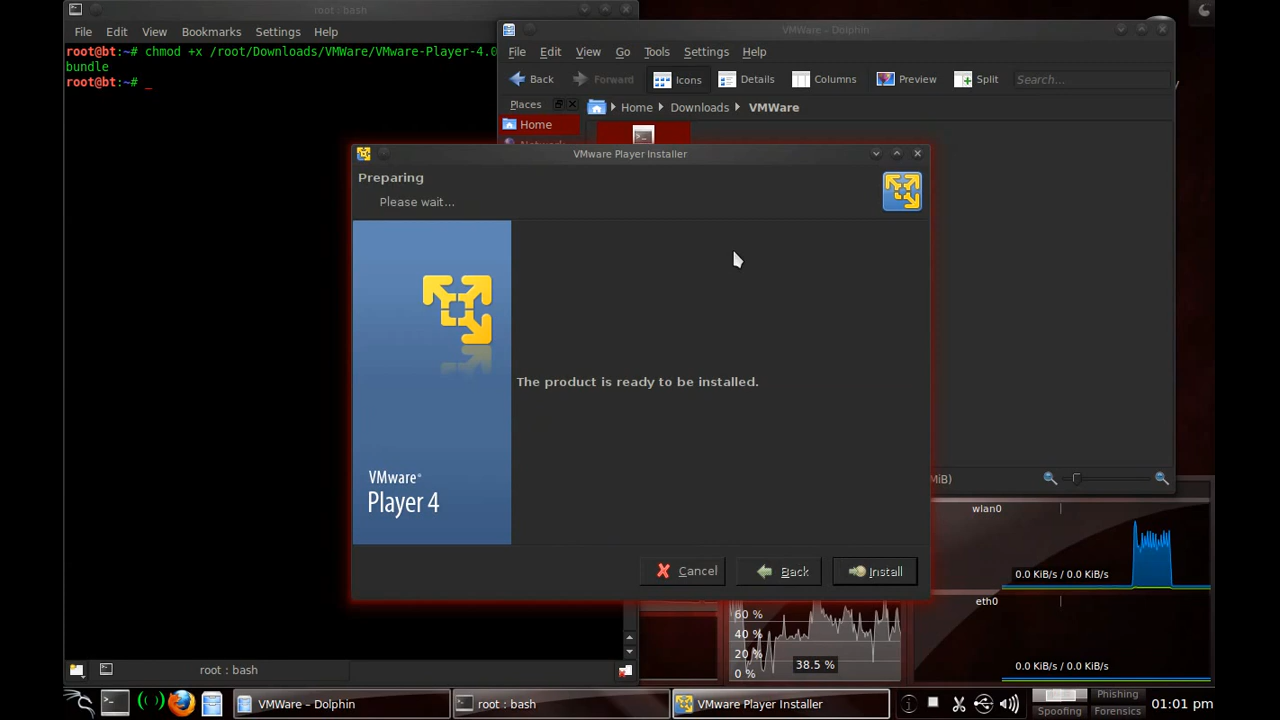 root : bash
File Edit View Bookmarks Settings Help
root@bt:~# chmod +x /root/Downloads/VMWare/VMware-Player-4.0
bundle
root@bt:~# _
VMWare – Dolphin
File Edit View Go Tools Settings Help
Back Forward Icons Details Columns Preview Split Search...
Places Home Downloads VMWare
Home
Network
VMware Player Installer
Preparing
Please wait...
The product is ready to be installed.
VMware®
Player 4
Cancel Back Install
MiB)
wlan0
0.0 KiB/s / 0.0 KiB/s
eth0
0.0 KiB/s / 0.0 KiB/s
60 %
40 %
20 %
0 %
38.5 %
root : bash
VMWare – Dolphin
root : bash
VMware Player Installer
Phishing
Spoofing Forensics
01:01 pm